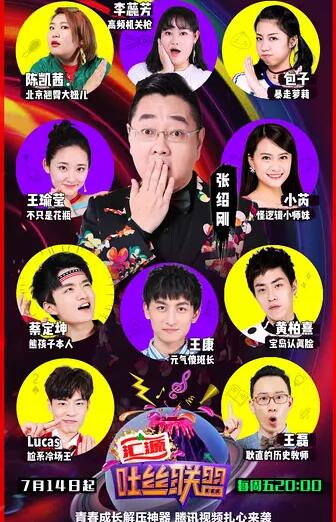 李蕊芳
高频机关枪
陈凯茜
北京翘臀大妞儿
包子
暴走萝莉
王瑜莹
不只是花瓶
张绍刚
小芮
怪逻辑小师妹
蔡定坤
熊孩子本人
王康
元气傻班长
黄柏熹
宝岛认真脸
Lucas
尬系冷场王
王磊
耿直的历史教师
汇源
吐丝联盟
7月14日起
每周五20:00
青春成长解压神器 腾讯视频扎心来袭